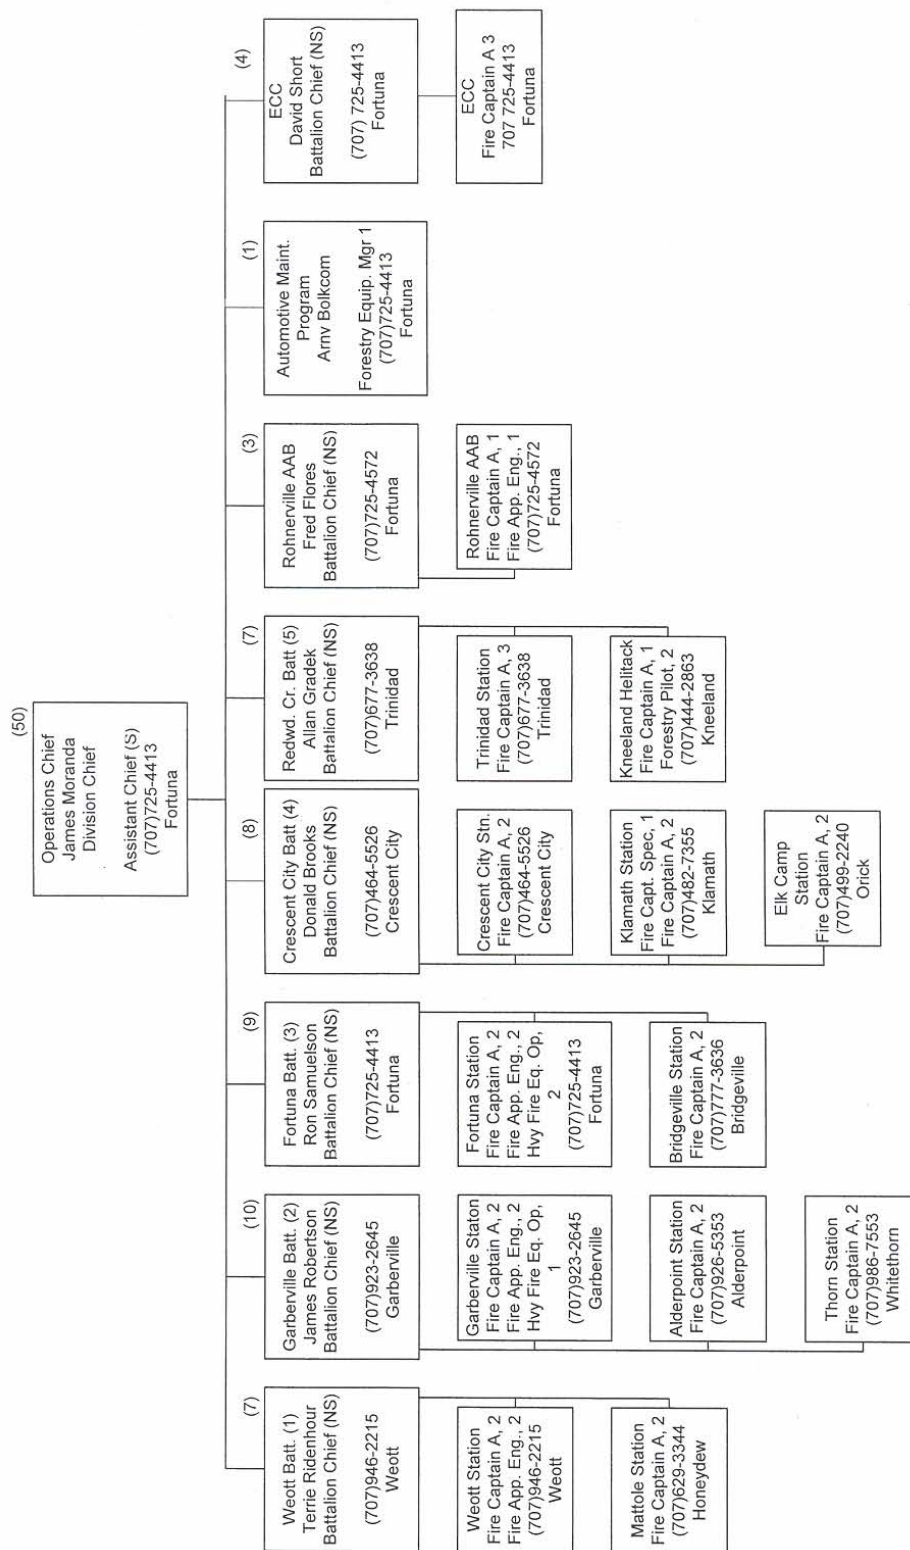 (50)
Operations Chief
James Moranda
Division Chief
Assistant Chief (S)
(707)725-4413
Fortuna
(7)
Weott Batt. (1)
Terrie Ridenhour
Battalion Chief (NS)
(707)946-2215
Weott
Weott Station
Fire Captain A, 2
Fire App. Eng., 2
(707)946-2215
Weott
Mattole Station
Fire Captain A, 2
(707)629-3344
Honeydew
(10)
Garberville Batt. (2)
James Robertson
Battalion Chief (NS)
(707)923-2645
Garberville
Garberville Staton
Fire Captain A, 2
Fire App. Eng., 2
Hvy Fire Eq. Op,
1
(707)923-2645
Garberville
Alderpoint Station
Fire Captain A, 2
(707)926-5353
Alderpoint
Thorn Station
Fire Captain A, 2
(707)986-7553
Whitethorn
(9)
Fortuna Batt. (3)
Ron Samuelson
Battalion Chief (NS)
(707)725-4413
Fortuna
Fortuna Station
Fire Captain A, 2
Fire App. Eng., 2
Hvy Fire Eq. Op,
2
(707)725-4413
Fortuna
Bridgeville Station
Fire Captain A, 2
(707)777-3636
Bridgeville
(8)
Crescent City Batt (4)
Donald Brooks
Battalion Chief (NS)
(707)464-5526
Crescent City
Crescent City Stn.
Fire Captain A, 2
(707)464-5526
Crescent City
Klamath Station
Fire Capt. Spec, 1
Fire Captain A, 2
(707)482-7355
Klamath
Elk Camp
Station
Fire Captain A, 2
(707)499-2240
Orick
(7)
Redwd. Cr. Batt (5)
Allan Gradek
Battalion Chief (NS)
(707)677-3638
Trinidad
Trinidad Station
Fire Captain A, 3
(707)677-3638
Trinidad
Kneeland Helitack
Fire Captain A, 1
Forestry Pilot, 2
(707)444-2863
Kneeland
(3)
Rohnerville AAB
Fred Flores
Battalion Chief (NS)
(707)725-4572
Fortuna
Rohnerville AAB
Fire Captain A, 1
Fire App. Eng., 1
(707)725-4572
Fortuna
(1)
Automotive Maint.
Program
Arnv Bolkcom
Forestry Equip. Mgr 1
(707)725-4413
Fortuna
(4)
ECC
David Short
Battalion Chief (NS)
(707) 725-4413
Fortuna
ECC
Fire Captain A 3
707 725-4413
Fortuna